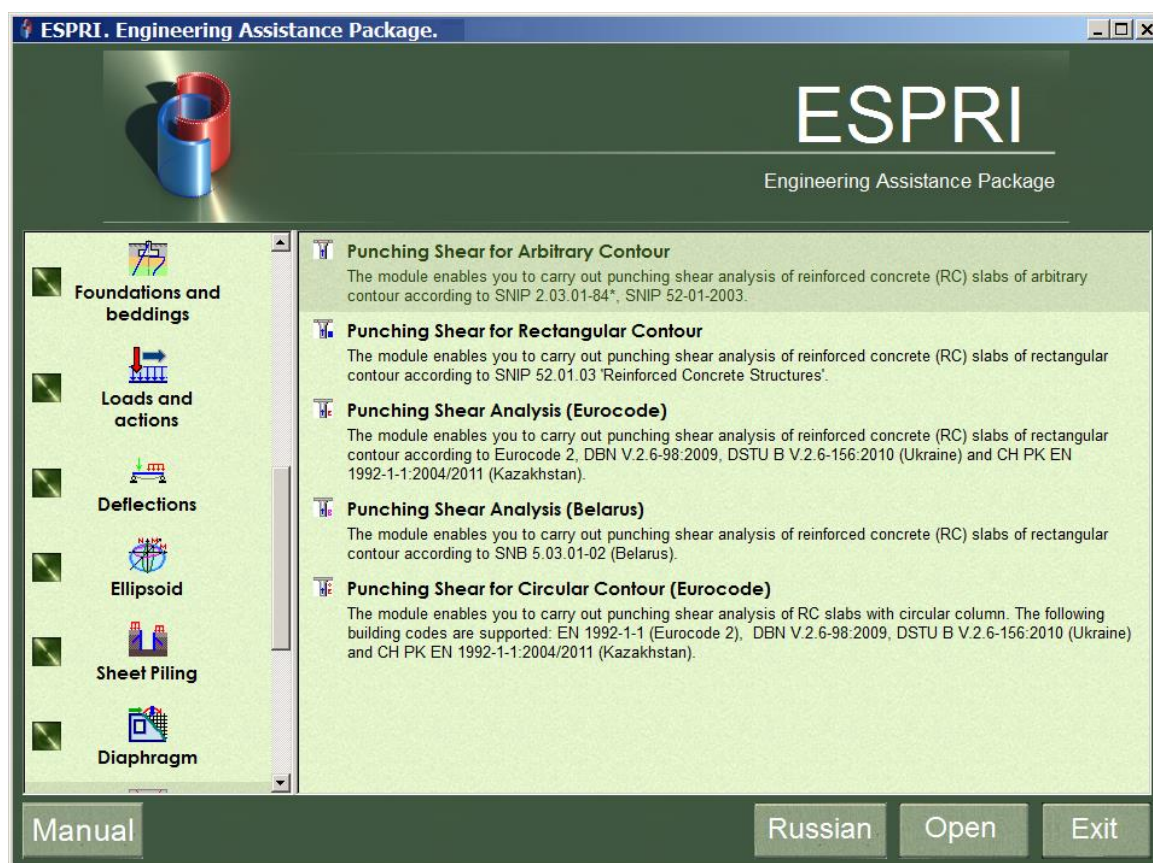 ESPRI. Engineering Assistance Package.
ESPRI
Engineering Assistance Package
Foundations and
beddings
Loads and
actions
Deflections
Ellipsoid
Sheet Piling
Diaphragm
Punching Shear for Arbitrary Contour
The module enables you to carry out punching shear analysis of reinforced concrete (RC) slabs of arbitrary
contour according to SNIP 2.03.01-84*, SNIP 52-01-2003.
Punching Shear for Rectangular Contour
The module enables you to carry out punching shear analysis of reinforced concrete (RC) slabs of rectangular
contour according to SNIP 52.01.03 'Reinforced Concrete Structures'.
Punching Shear Analysis (Eurocode)
The module enables you to carry out punching shear analysis of reinforced concrete (RC) slabs of rectangular
contour according to Eurocode 2, DBN V.2.6-98:2009, DSTU B V.2.6-156:2010 (Ukraine) and CH PK EN
1992-1-1:2004/2011 (Kazakhstan).
Punching Shear Analysis (Belarus)
The module enables you to carry out punching shear analysis of reinforced concrete (RC) slabs of rectangular
contour according to SNB 5.03.01-02 (Belarus).
Punching Shear for Circular Contour (Eurocode)
The module enables you to carry out punching shear analysis of RC slabs with circular column. The following
building codes are supported: EN 1992-1-1 (Eurocode 2), DBN V.2.6-98:2009, DSTU B V.2.6-156:2010 (Ukraine)
and CH PK EN 1992-1-1:2004/2011 (Kazakhstan).
Manual
Russian
Open
Exit